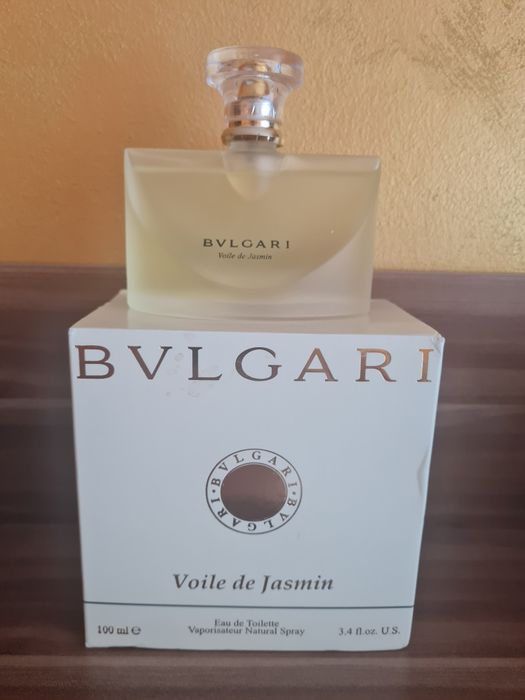 BVLGARI
Voile de Jasmin
BVLGARI
BVLGARI · BVLGARI ·
Voile de Jasmin
Eau de Toilette
100 ml ℮ Vaporisateur Natural Spray 3.4 fl.oz. U.S.